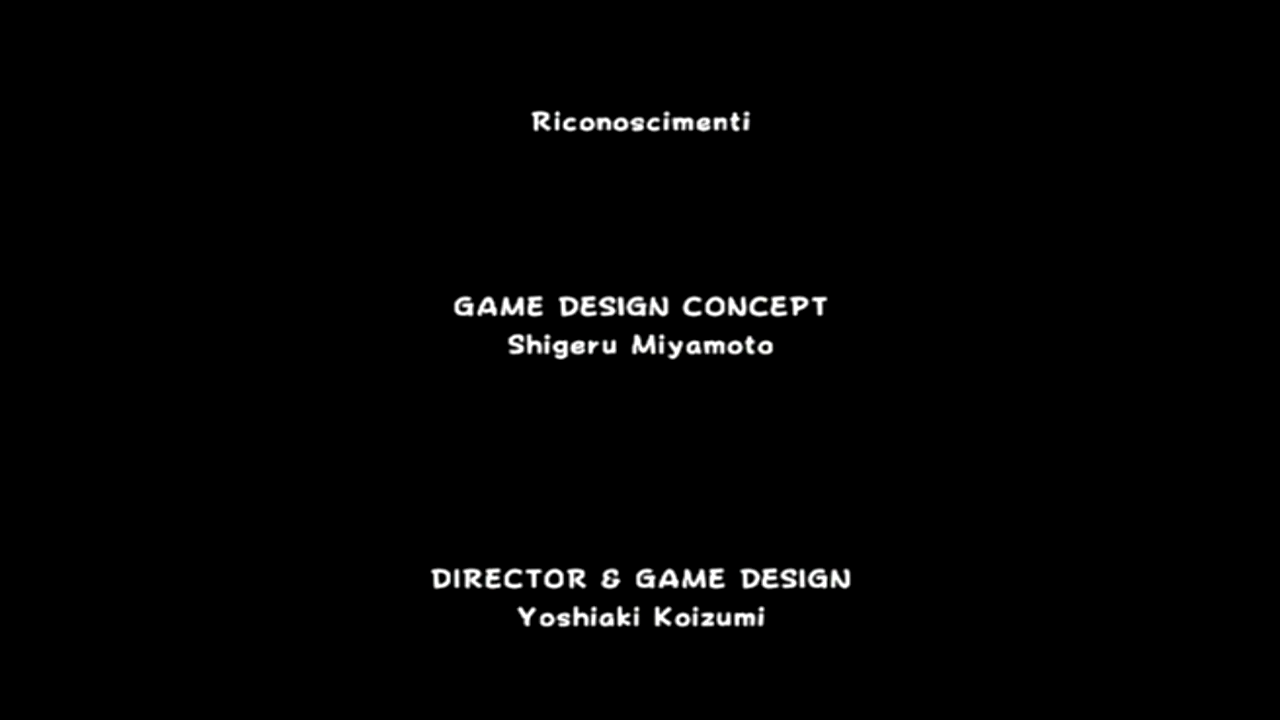 Riconoscimenti
GAME DESIGN CONCEPT
Shigeru Miyamoto
DIRECTOR & GAME DESIGN
Yoshiaki Koizumi